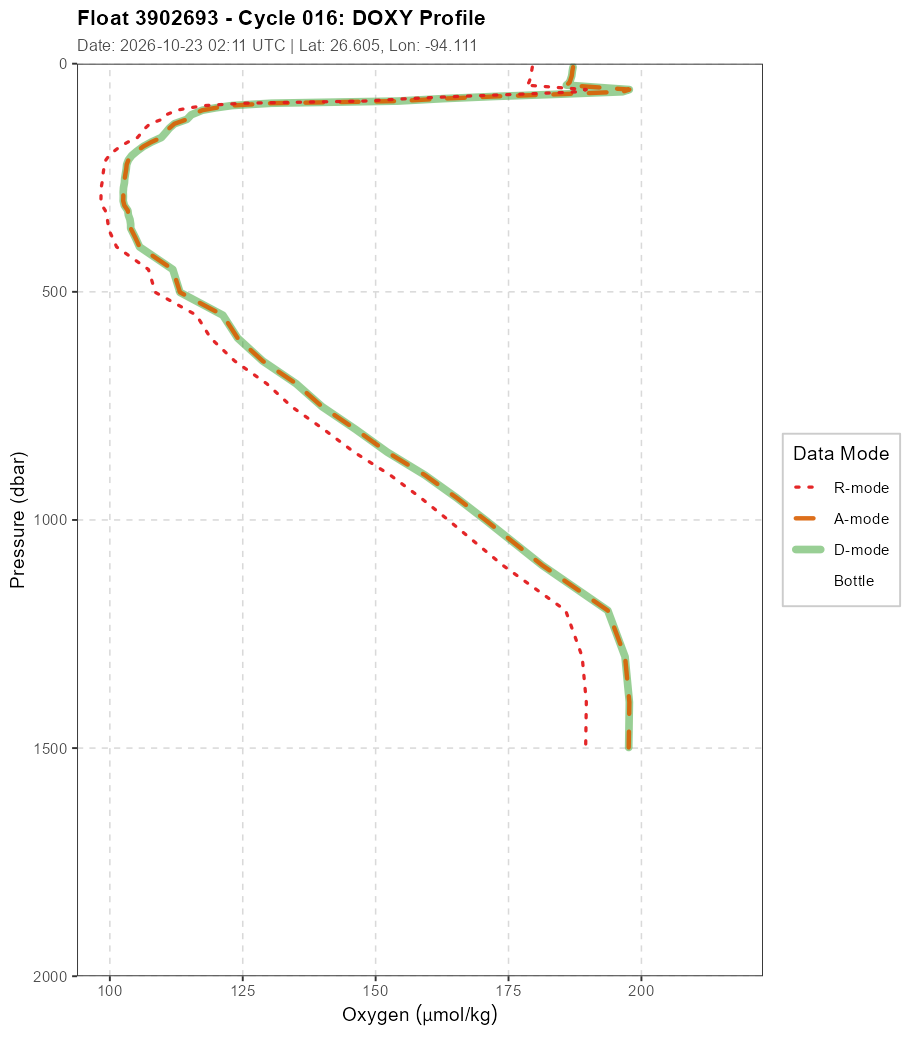 Float 3902693 - Cycle 016: DOXY Profile
Date: 2026-10-23 02:11 UTC | Lat: 26.605, Lon: -94.111
0
500
1000
1500
2000
Pressure (dbar)
100 125 150 175 200
Oxygen (μmol/kg)
Data Mode
R-mode
A-mode
D-mode
Bottle